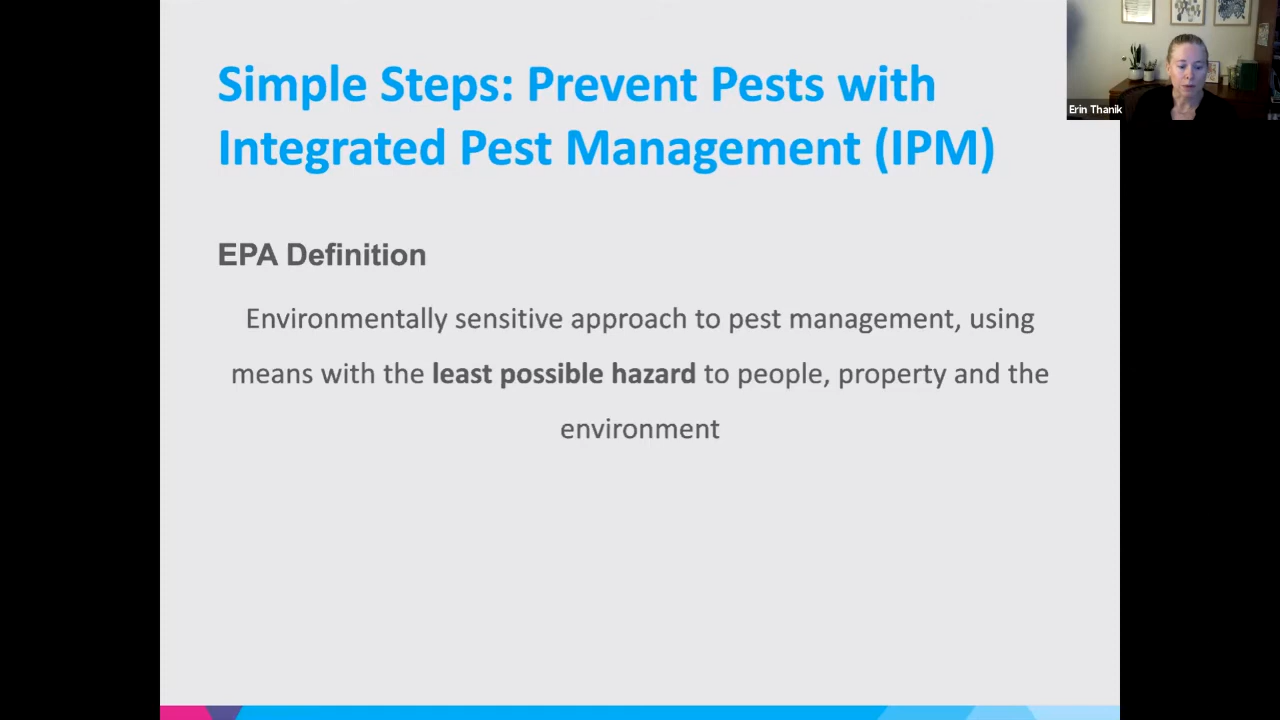 Simple Steps: Prevent Pests with
Integrated Pest Management (IPM)
EPA Definition
Environmentally sensitive approach to pest management, using
means with the least possible hazard to people, property and the
environment
Erin Thanik